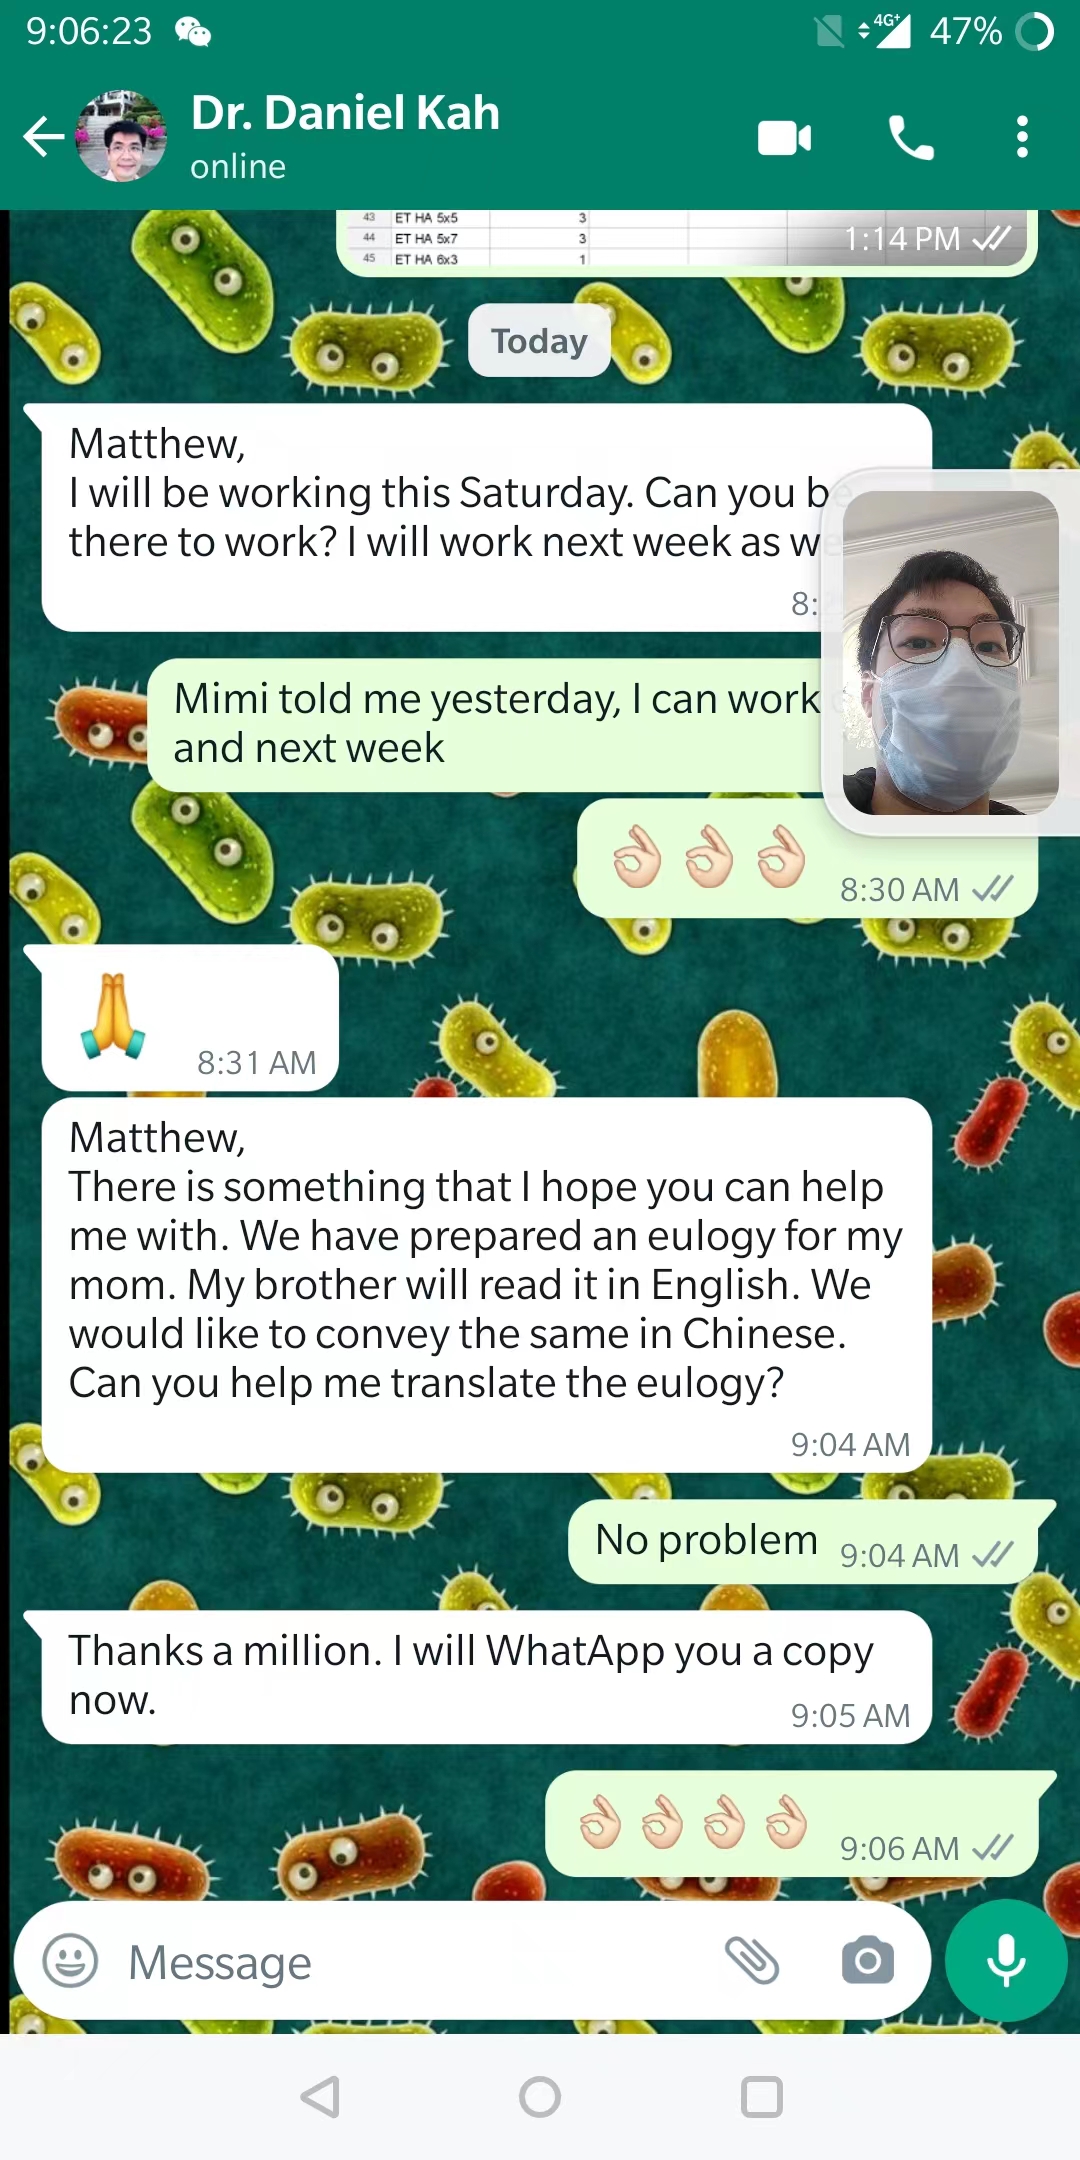 9:06:23
4G+
47%
Dr. Daniel Kah
online
43 ET HA 5x5 3
44 ET HA 5x7 3
45 ET HA 6x3 1
1:14 PM
Today
Matthew,
I will be working this Saturday. Can you be
there to work? I will work next week as we
8:
Mimi told me yesterday, I can work
and next week
👌🏻👌🏻👌🏻
8:30 AM
🙏
8:31 AM
Matthew,
There is something that I hope you can help
me with. We have prepared an eulogy for my
mom. My brother will read it in English. We
would like to convey the same in Chinese.
Can you help me translate the eulogy?
9:04 AM
No problem 9:04 AM
Thanks a million. I will WhatApp you a copy
now.
9:05 AM
👌🏻👌🏻👌🏻👌🏻
9:06 AM
Message